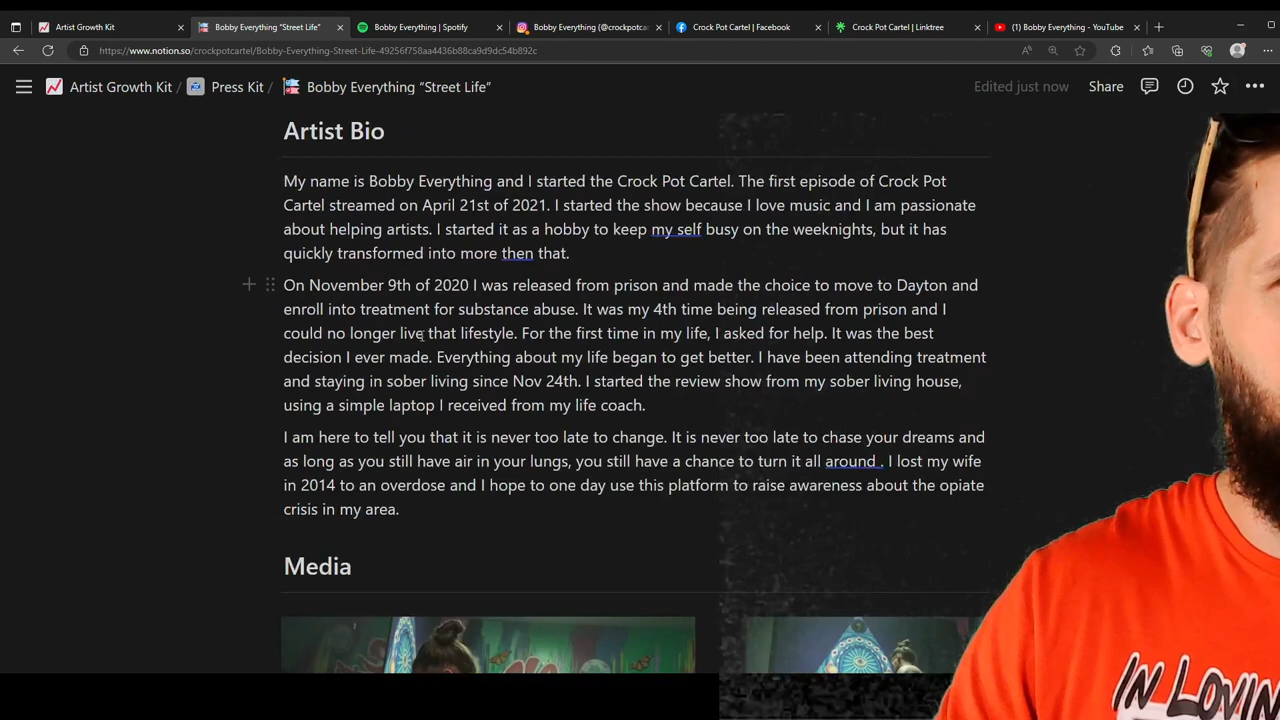 Artist Growth Kit
Bobby Everything "Street Life"
Bobby Everything | Spotify
Bobby Everything (@crockpotcar
Crock Pot Cartel | Facebook
Crock Pot Cartel | Linktree
(1) Bobby Everything - YouTube
https://www.notion.so/crockpotcartel/Bobby-Everything-Street-Life-49256f758aa4436b88ca9d9dc54b892c
Artist Growth Kit / Press Kit / Bobby Everything “Street Life”
Edited just now Share
Artist Bio
My name is Bobby Everything and I started the Crock Pot Cartel. The first episode of Crock Pot
Cartel streamed on April 21st of 2021. I started the show because I love music and I am passionate
about helping artists. I started it as a hobby to keep my self busy on the weeknights, but it has
quickly transformed into more then that.
On November 9th of 2020 I was released from prison and made the choice to move to Dayton and
enroll into treatment for substance abuse. It was my 4th time being released from prison and I
could no longer live that lifestyle. For the first time in my life, I asked for help. It was the best
decision I ever made. Everything about my life began to get better. I have been attending treatment
and staying in sober living since Nov 24th. I started the review show from my sober living house,
using a simple laptop I received from my life coach.
I am here to tell you that it is never too late to change. It is never too late to chase your dreams and
as long as you still have air in your lungs, you still have a chance to turn it all around . I lost my wife
in 2014 to an overdose and I hope to one day use this platform to raise awareness about the opiate
crisis in my area.
Media
IN LOVIN